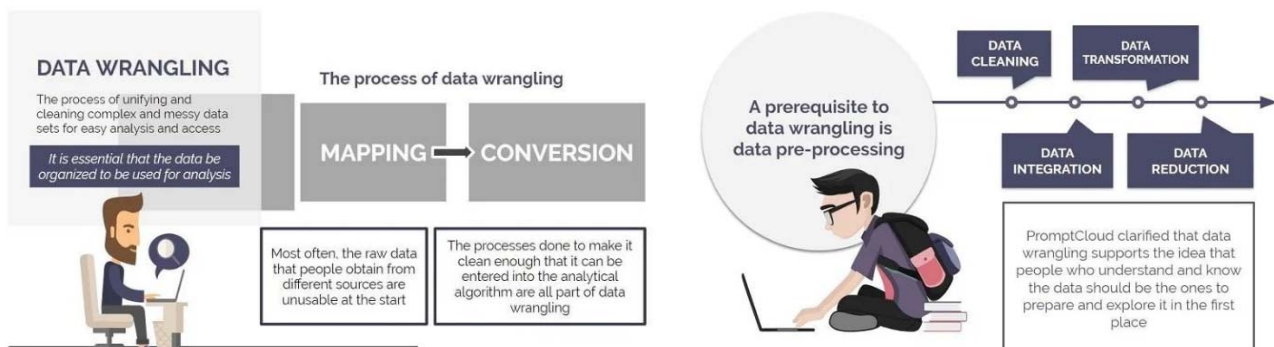 DATA WRANGLING
The process of unifying and
cleaning complex and messy data
sets for easy analysis and access
It is essential that the data be
organized to be used for analysis
The process of data wrangling
MAPPING
CONVERSION
Most often, the raw data
that people obtain from
different sources are
unusable at the start
The processes done to make it
clean enough that it can be
entered into the analytical
algorithm are all part of data
wrangling
A prerequisite to
data wrangling is
data pre-processing
DATA
CLEANING
DATA
TRANSFORMATION
DATA
INTEGRATION
DATA
REDUCTION
PromptCloud clarified that data
wrangling supports the idea that
people who understand and know
the data should be the ones to
prepare and explore it in the first
place